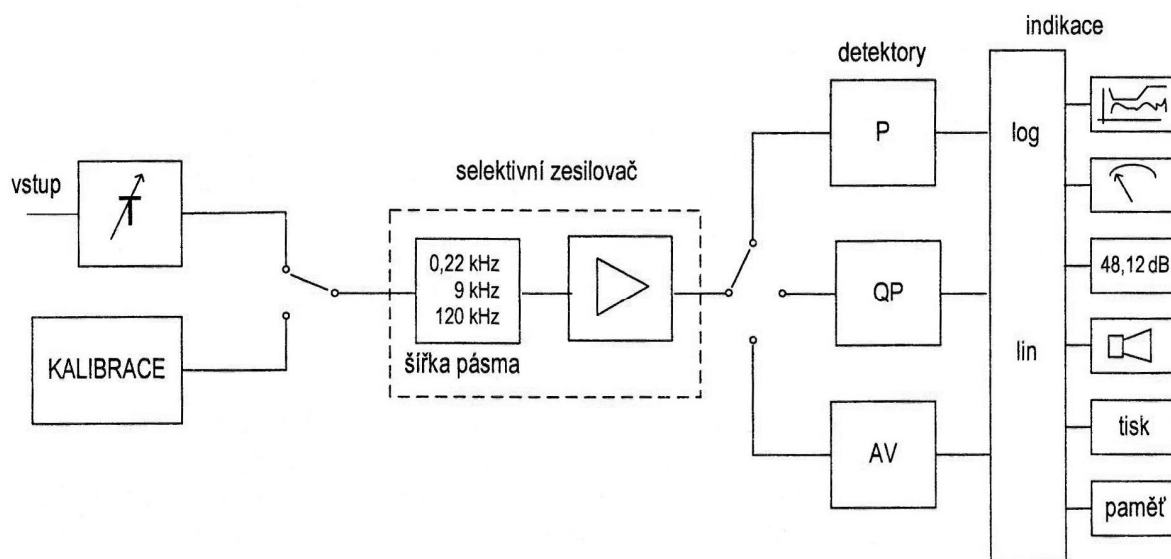 indikace
detektory
vstup
T
KALIBRACE
selektivní zesilovač
0,22 kHz
9 kHz
120 kHz
šířka pásma
P
QP
AV
log
lin
48,12 dB
tisk
paměť